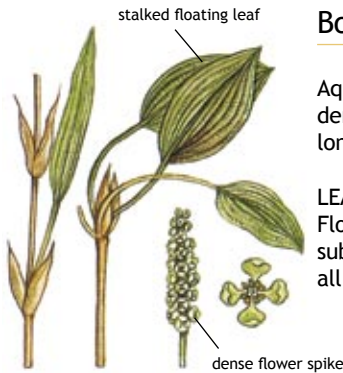 stalked floating leaf
Bo
Aq
de
lon
LEA
Flo
sub
all
dense flower spike